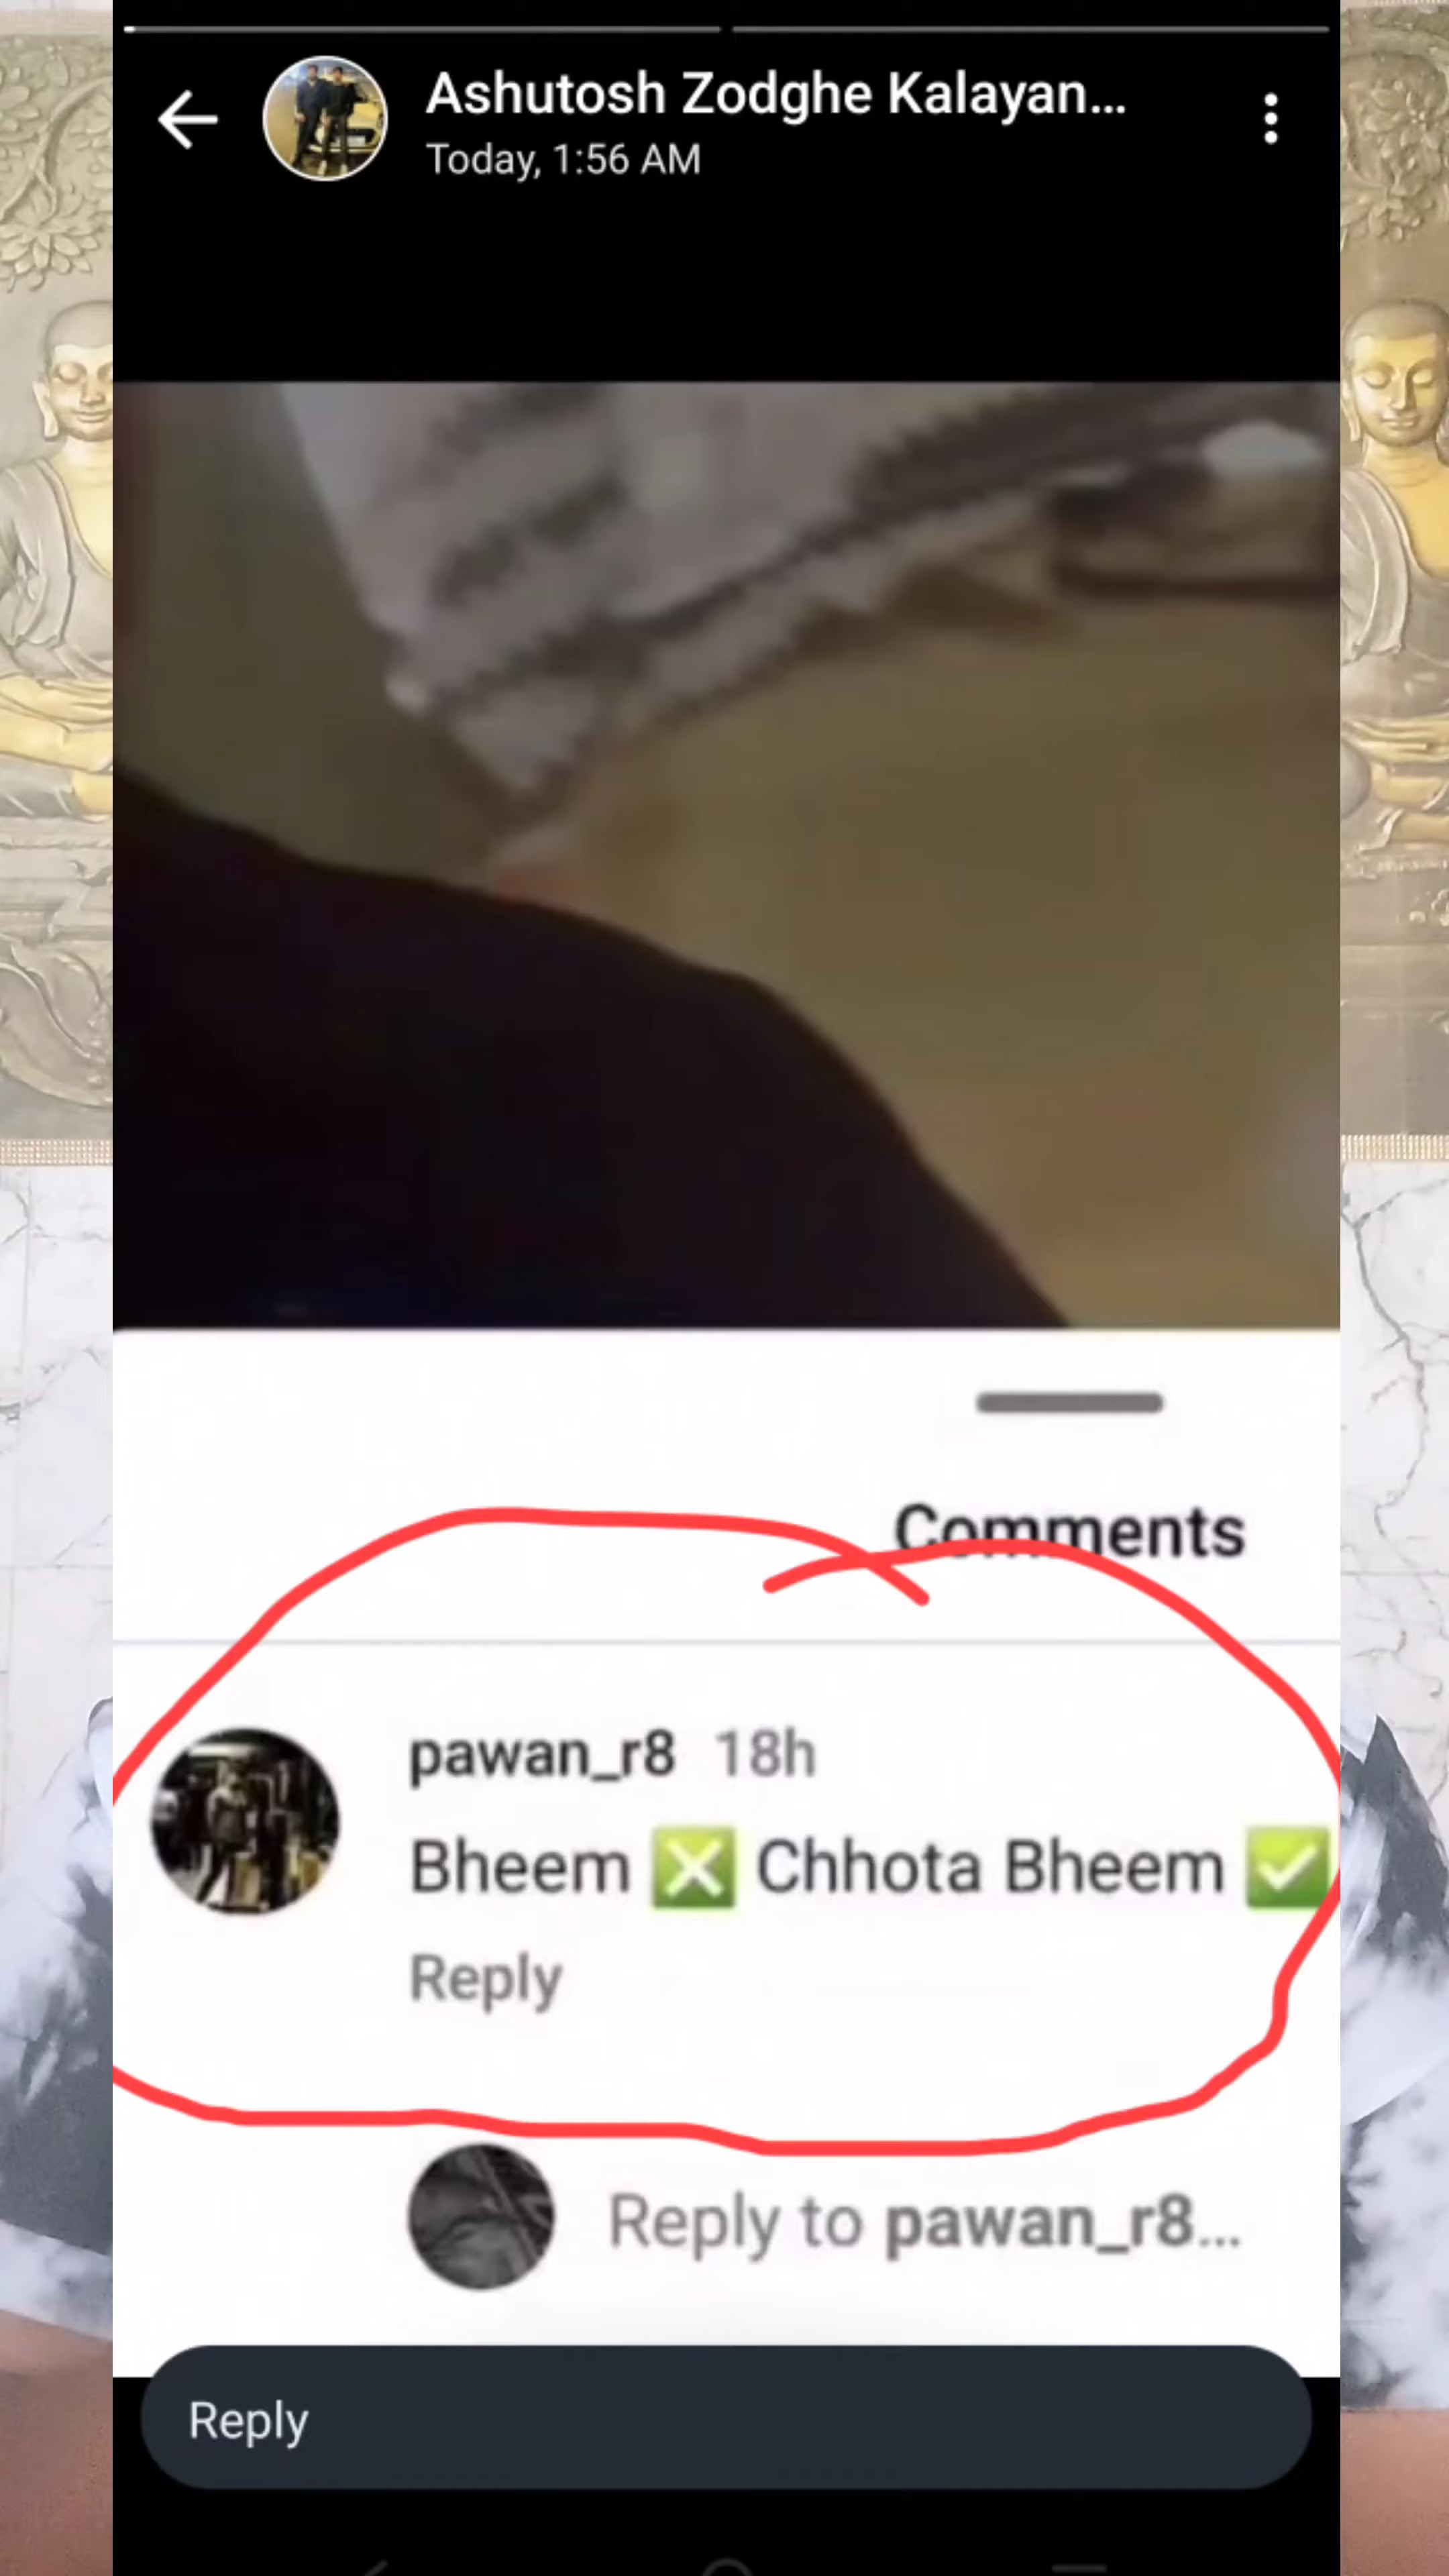 Ashutosh Zodghe Kalayan...
Today, 1:56 AM
Comments
pawan_r8 18h
Bheem ❎ Chhota Bheem ✅
Reply
Reply to pawan_r8...
Reply